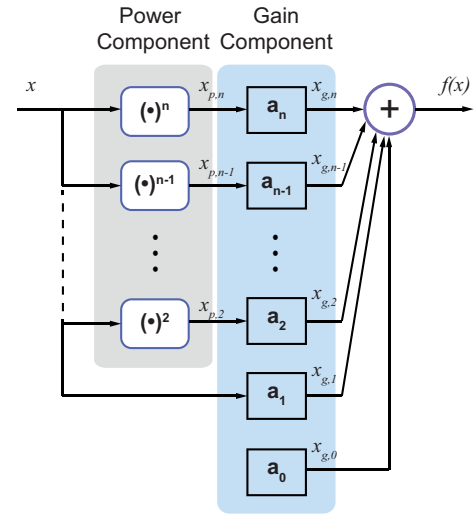 Power Component
Gain Component
x
x_{p,n}
x_{g,n}
f(x)
(•)^n
a_n
+
x_{p,n-1}
x_{g,n-1}
(•)^{n-1}
a_{n-1}
x_{p,2}
x_{g,2}
(•)^2
a_2
x_{g,1}
a_1
x_{g,0}
a_0